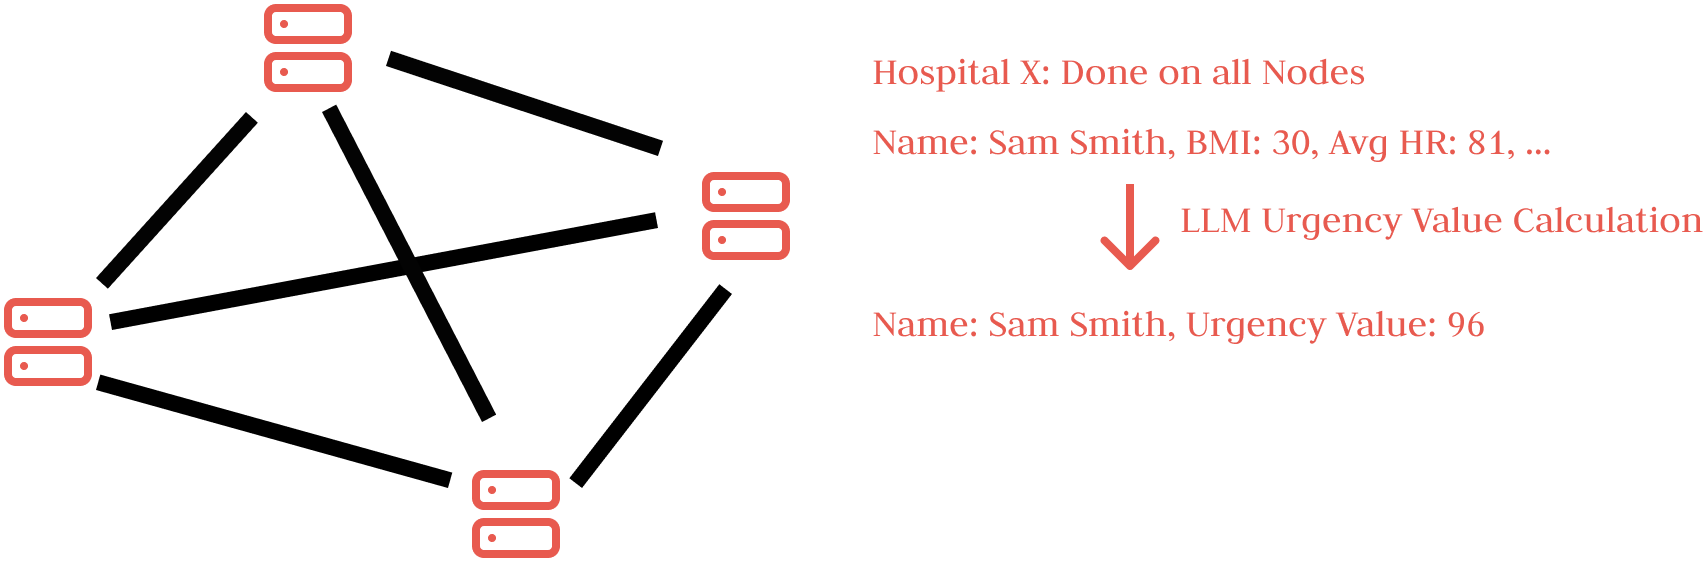 Hospital X: Done on all Nodes
Name: Sam Smith, BMI: 30, Avg HR: 81, ...
LLM Urgency Value Calculation
Name: Sam Smith, Urgency Value: 96